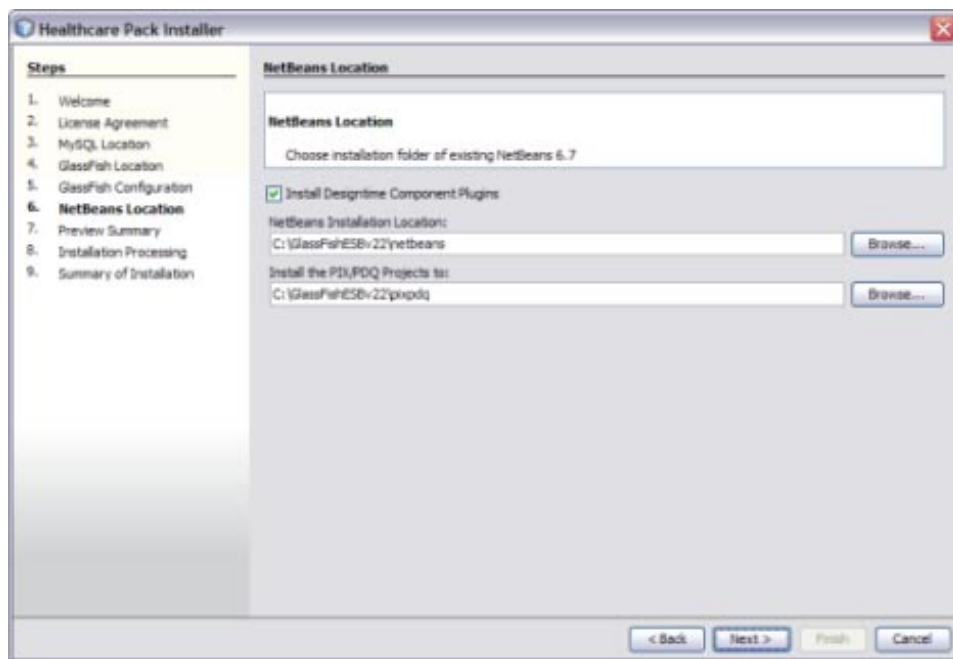 Healthcare Pack Installer
Steps
1. Welcome
2. License Agreement
3. MySQL Location
4. GlassFish Location
5. GlassFish Configuration
6. NetBeans Location
7. Preview Summary
8. Installation Processing
9. Summary of Installation
NetBeans Location
NetBeans Location
Choose installation folder of existing NetBeans 6.7
Install Designtime Component Plugins
NetBeans Installation Location:
C:\GlassFishESBv22\netbeans
Browse...
Install the PIX/PDQ Projects to:
C:\GlassFishESBv22\pixpdq
Browse...
< Back
Next >
Finish
Cancel